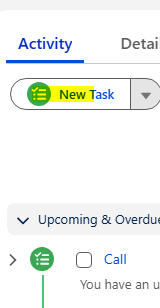 Activity Detai
New Task
Upcoming & Overdue
Call
You have an u